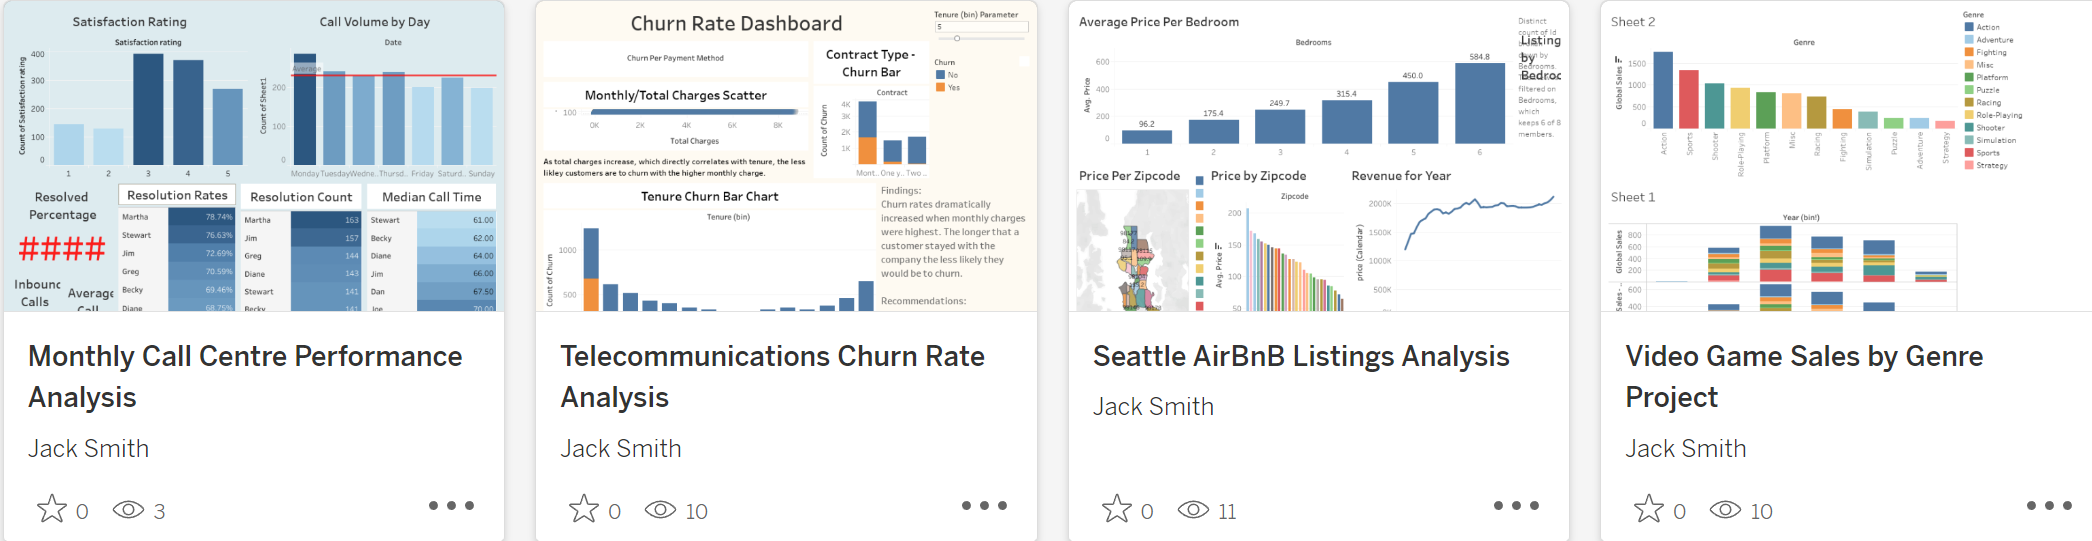 Satisfaction Rating
Satisfaction rating
Count of Satisfaction rating
400
300
200
100
0
1 2 3 4 5
Call Volume by Day
Date
Count of Sheet1
Average
200
100
0
Monday Tuesday Wedne.. Thursd.. Friday Saturd.. Sunday
Resolved
Percentage
####
Inbound
Calls
Average
Call
Resolution Rates
Martha 78.74%
Stewart 76.63%
Jim 72.69%
Greg 70.59%
Becky 69.46%
Diane 68.75%
Resolution Count
Martha 163
Jim 157
Greg 144
Diane 143
Stewart 141
Becky 141
Median Call Time
Stewart 61.00
Becky 62.00
Diane 64.00
Jim 66.00
Dan 67.50
Joe 70.00
Monthly Call Centre Performance
Analysis
Jack Smith
0 3
Churn Rate Dashboard
Tenure (bin) Parameter
5
Churn
No
Yes
Churn Per Payment Method
Monthly/Total Charges Scatter
100
0K 2K 4K 6K 8K
Total Charges
As total charges increase, which directly correlates with tenure, the less
likley customers are to churn with the higher monthly charge.
Contract Type -
Churn Bar
Contract
Count of Churn
4K
3K
2K
1K
Mont.. One y.. Two ..
Tenure Churn Bar Chart
Tenure (bin)
Count of Churn
1000
500
Findings:
Churn rates dramatically
increased when monthly charges
were highest. The longer that a
customer stayed with the
company the less likely they
would be to churn.
Recommendations:
Telecommunications Churn Rate
Analysis
Jack Smith
0 10
Average Price Per Bedroom
Bedrooms
Avg. Price
600
400
200
0
96.2 175.4 249.7 315.4 450.0 584.8
1 2 3 4 5 6
Distinct
count of Id
Listing
by
Bedroo
Bedrooms.
filtered on
Bedrooms,
which
keeps 6 of 8
members.
Price Per Zipcode
Price by Zipcode
Zipcode
Avg. Price
200
150
100
50
Revenue for Year
price (Calendar)
2000K
1500K
1000K
500K
0K
Seattle AirBnB Listings Analysis
Jack Smith
0 11
Sheet 2
Genre
Global Sales
1500
1000
500
0
Action Sports Shooter Role-Playing Platform Misc Racing Fighting Simulation Puzzle Adventure Strategy
Genre
Action
Adventure
Fighting
Misc
Platform
Puzzle
Racing
Role-Playing
Shooter
Simulation
Sports
Strategy
Sheet 1
Year (bin!)
Global Sales
800
600
400
200
600
400
Video Game Sales by Genre
Project
Jack Smith
0 10